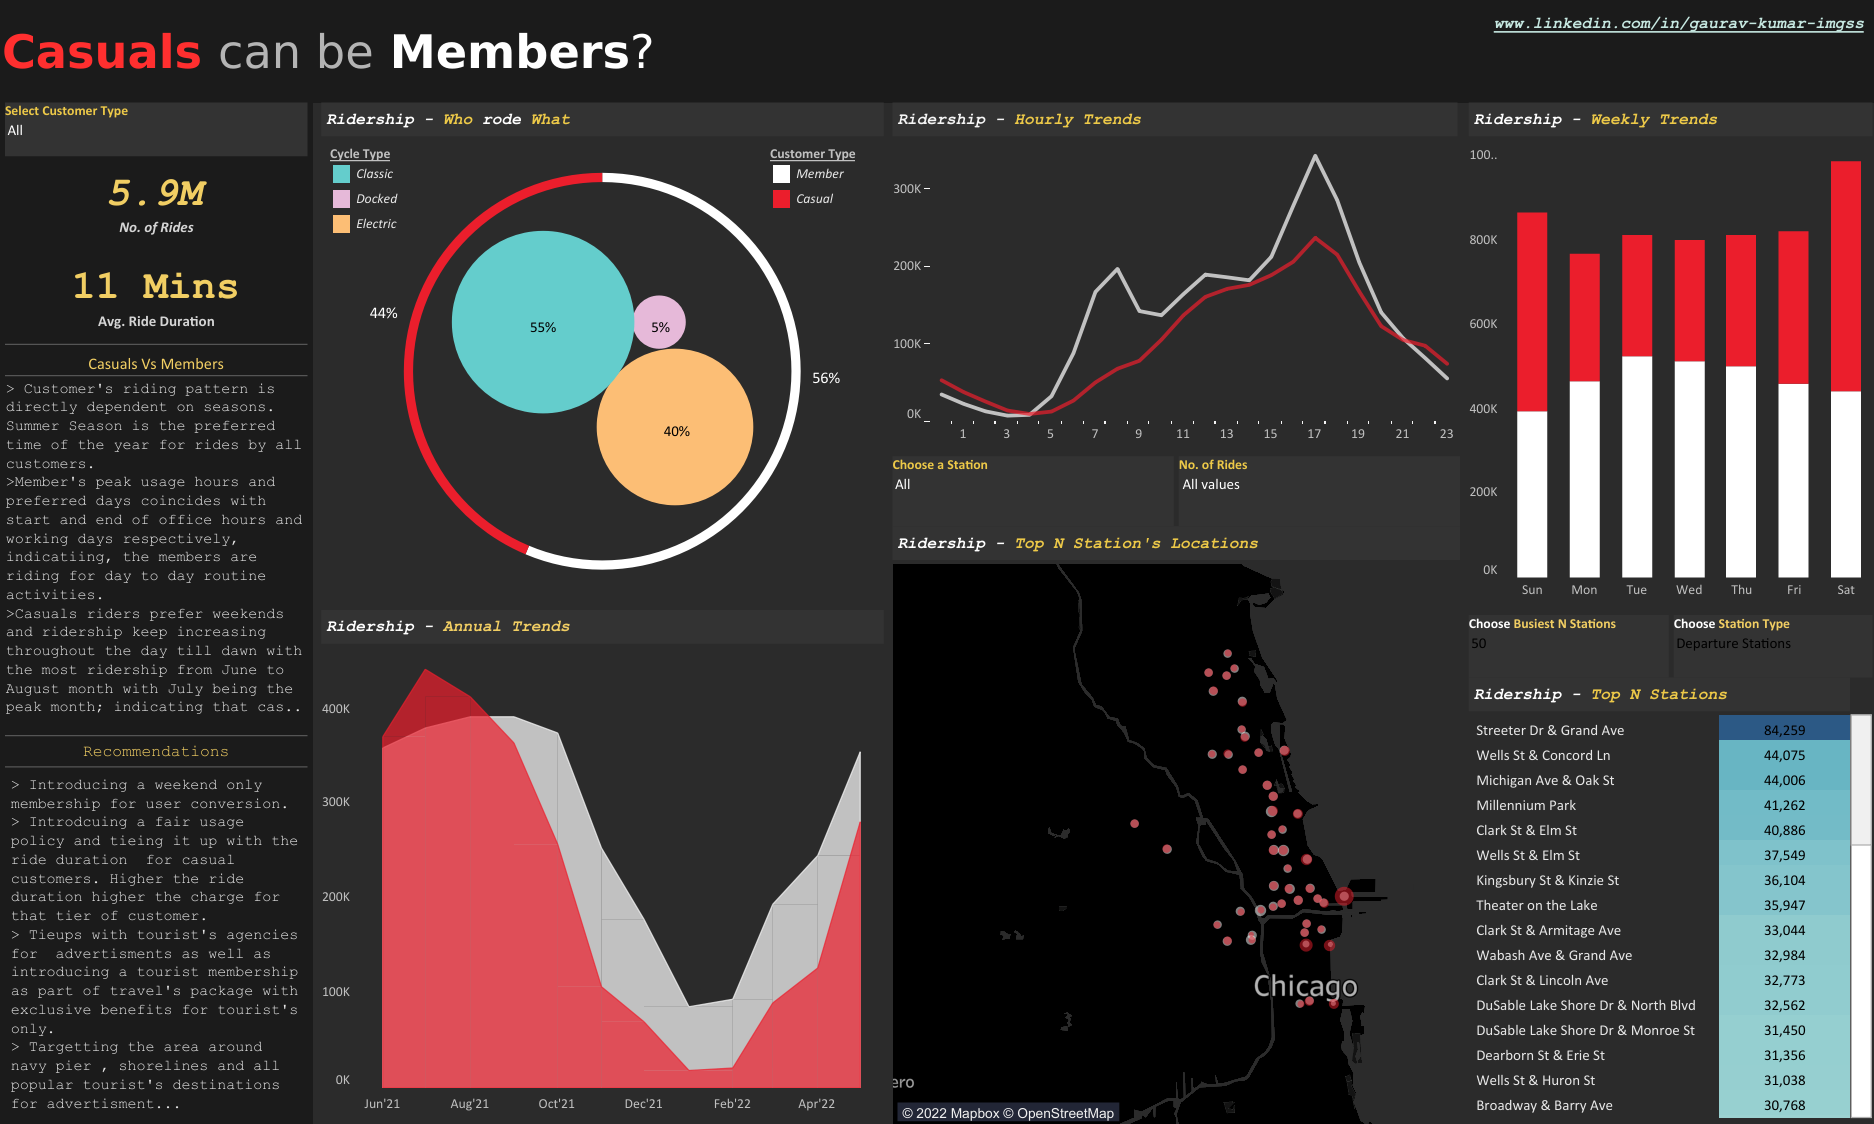 Casuals can be Members?
www.linkedin.com/in/gaurav-kumar-imgss
Select Customer Type
All
5.9M
No. of Rides
11 Mins
Avg. Ride Duration
Casuals Vs Members
> Customer's riding pattern is
directly dependent on seasons.
Summer Season is the preferred
time of the year for rides by all
customers.
>Member's peak usage hours and
preferred days coincides with
start and end of office hours and
working days respectively,
indicatiing, the members are
riding for day to day routine
activities.
>Casuals riders prefer weekends
and ridership keep increasing
throughout the day till dawn with
the most ridership from June to
August month with July being the
peak month; indicating that cas..
Recommendations
> Introducing a weekend only
membership for user conversion.
> Introdcuing a fair usage
policy and tieing it up with the
ride duration  for casual
customers. Higher the ride
duration higher the charge for
that tier of customer.
> Tieups with tourist's agencies
for  advertisments as well as
introducing a tourist membership
as part of travel's package with
exclusive benefits for tourist's
only.
> Targetting the area around
navy pier , shorelines and all
popular tourist's destinations
for advertisment...
Ridership - Who rode What
Cycle Type
Classic
Docked
Electric
Customer Type
Member
Casual
44%
55%
5%
56%
40%
Ridership - Annual Trends
400K
300K
200K
100K
0K
Jun'21
Aug'21
Oct'21
Dec'21
Feb'22
Apr'22
Ridership - Hourly Trends
300K
200K
100K
0K
1
3
5
7
9
11
13
15
17
19
21
23
Choose a Station
All
No. of Rides
All values
Ridership - Top N Station's Locations
Chicago
ero
© 2022 Mapbox © OpenStreetMap
Ridership - Weekly Trends
100..
800K
600K
400K
200K
0K
Sun
Mon
Tue
Wed
Thu
Fri
Sat
Choose Busiest N Stations
50
Choose Station Type
Departure Stations
Ridership - Top N Stations
Streeter Dr & Grand Ave 84,259
Wells St & Concord Ln 44,075
Michigan Ave & Oak St 44,006
Millennium Park 41,262
Clark St & Elm St 40,886
Wells St & Elm St 37,549
Kingsbury St & Kinzie St 36,104
Theater on the Lake 35,947
Clark St & Armitage Ave 33,044
Wabash Ave & Grand Ave 32,984
Clark St & Lincoln Ave 32,773
DuSable Lake Shore Dr & North Blvd 32,562
DuSable Lake Shore Dr & Monroe St 31,450
Dearborn St & Erie St 31,356
Wells St & Huron St 31,038
Broadway & Barry Ave 30,768